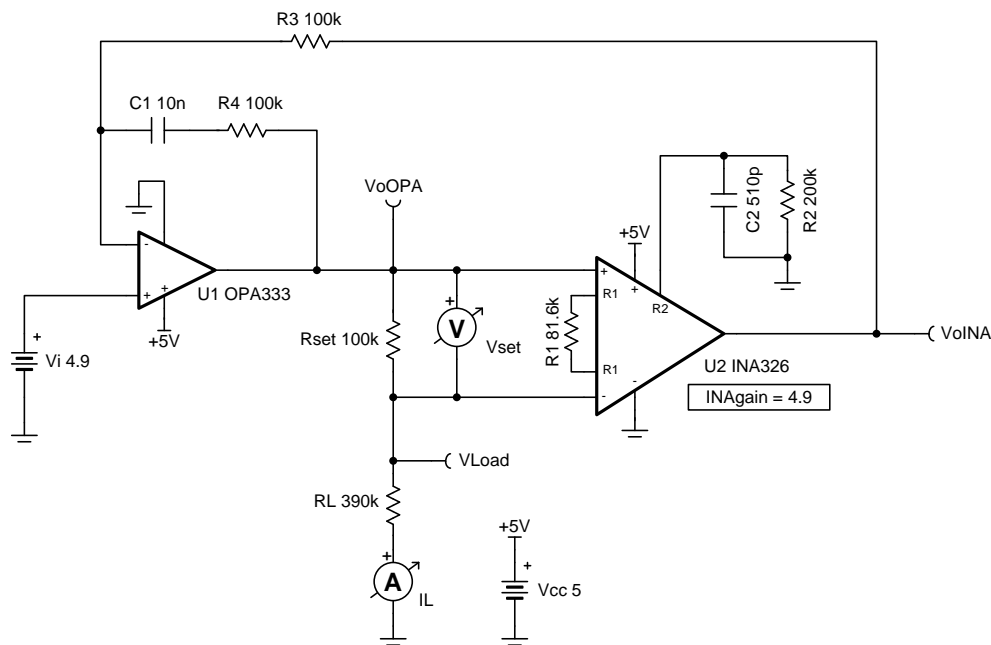 R3 100k
C1 10n
R4 100k
VoOPA
C2 510p
R2 200k
+5V
-
+
+
U1 OPA333
+5V
+
Vi 4.9
Rset 100k
+
V
Vset
R1 81.6k
+
R1
+
R2
R1
-
-
VoINA
U2 INA326
INAgain = 4.9
VLoad
RL 390k
+
A
IL
+5V
+
Vcc 5